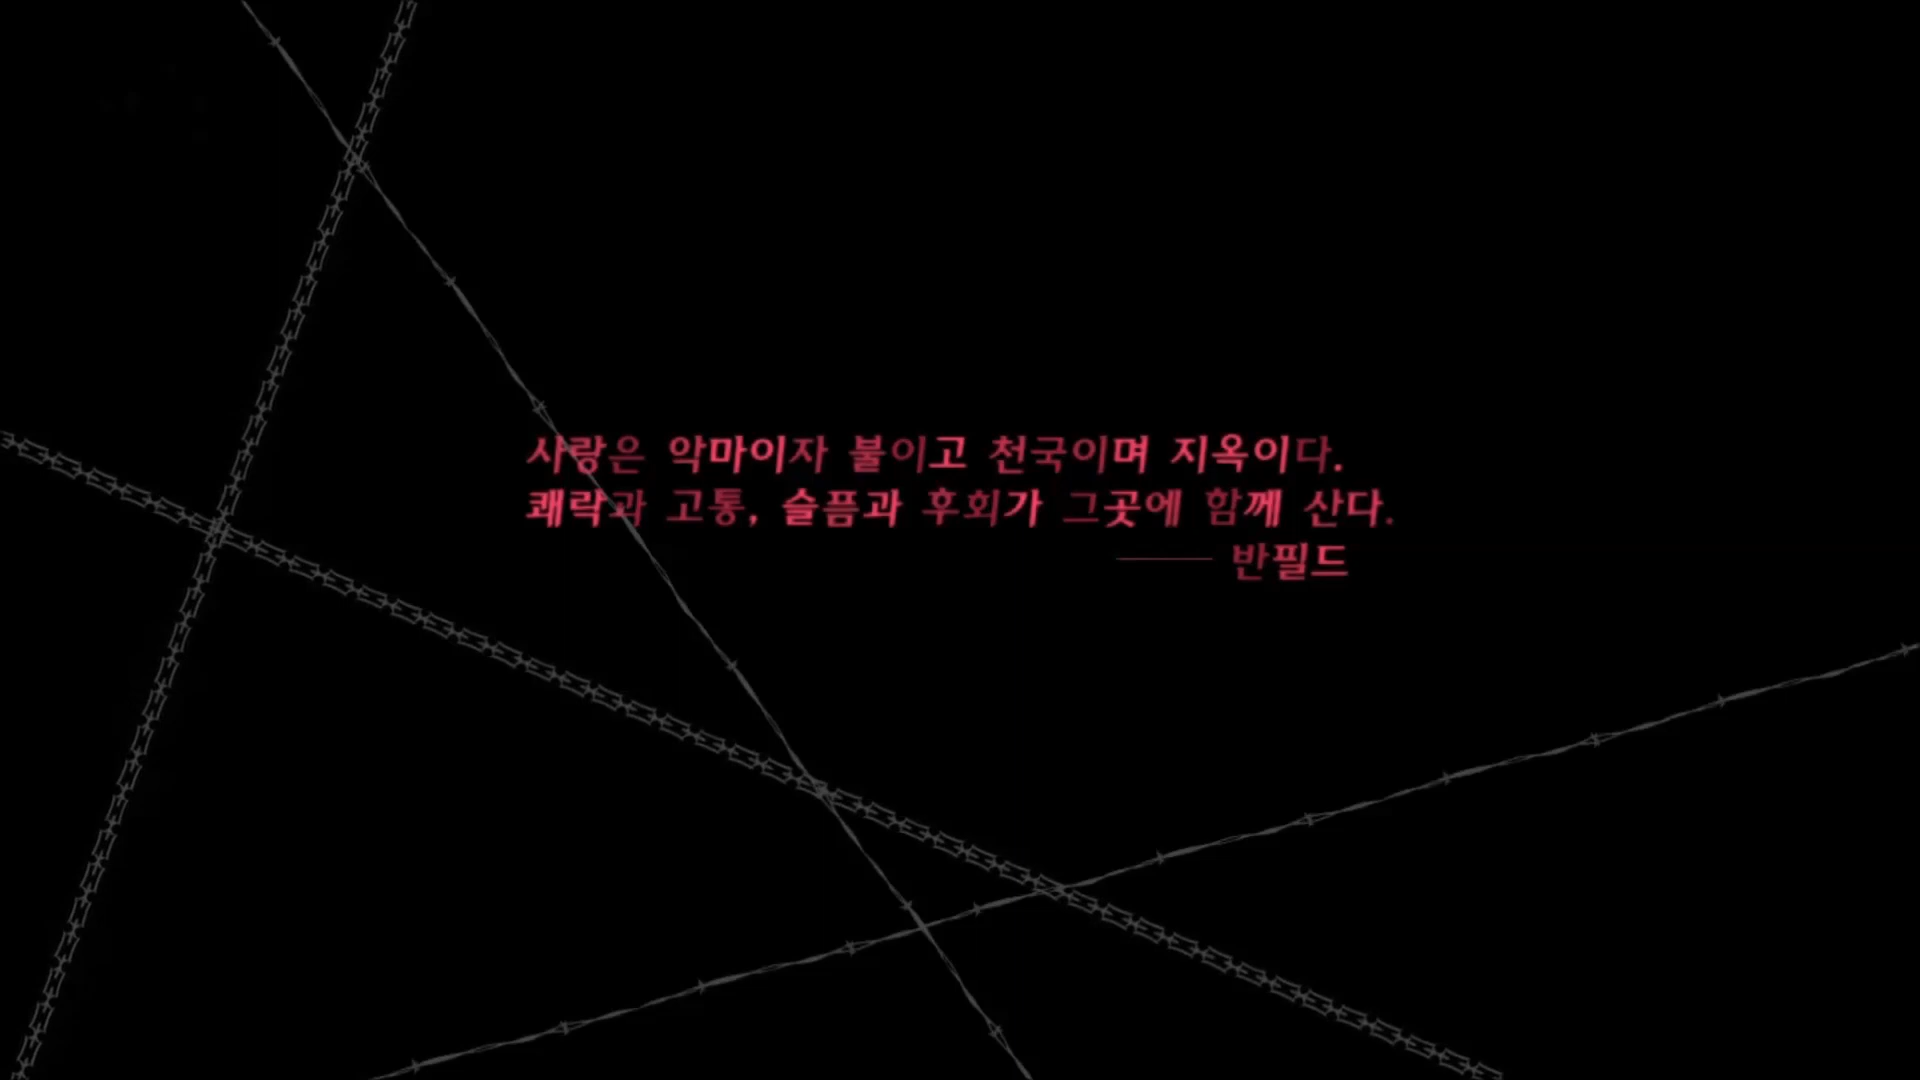 사랑은 악마이자 불이고 천국이며 지옥이다.
쾌락과 고통, 슬픔과 후회가 그곳에 함께 산다.
—— 반필드